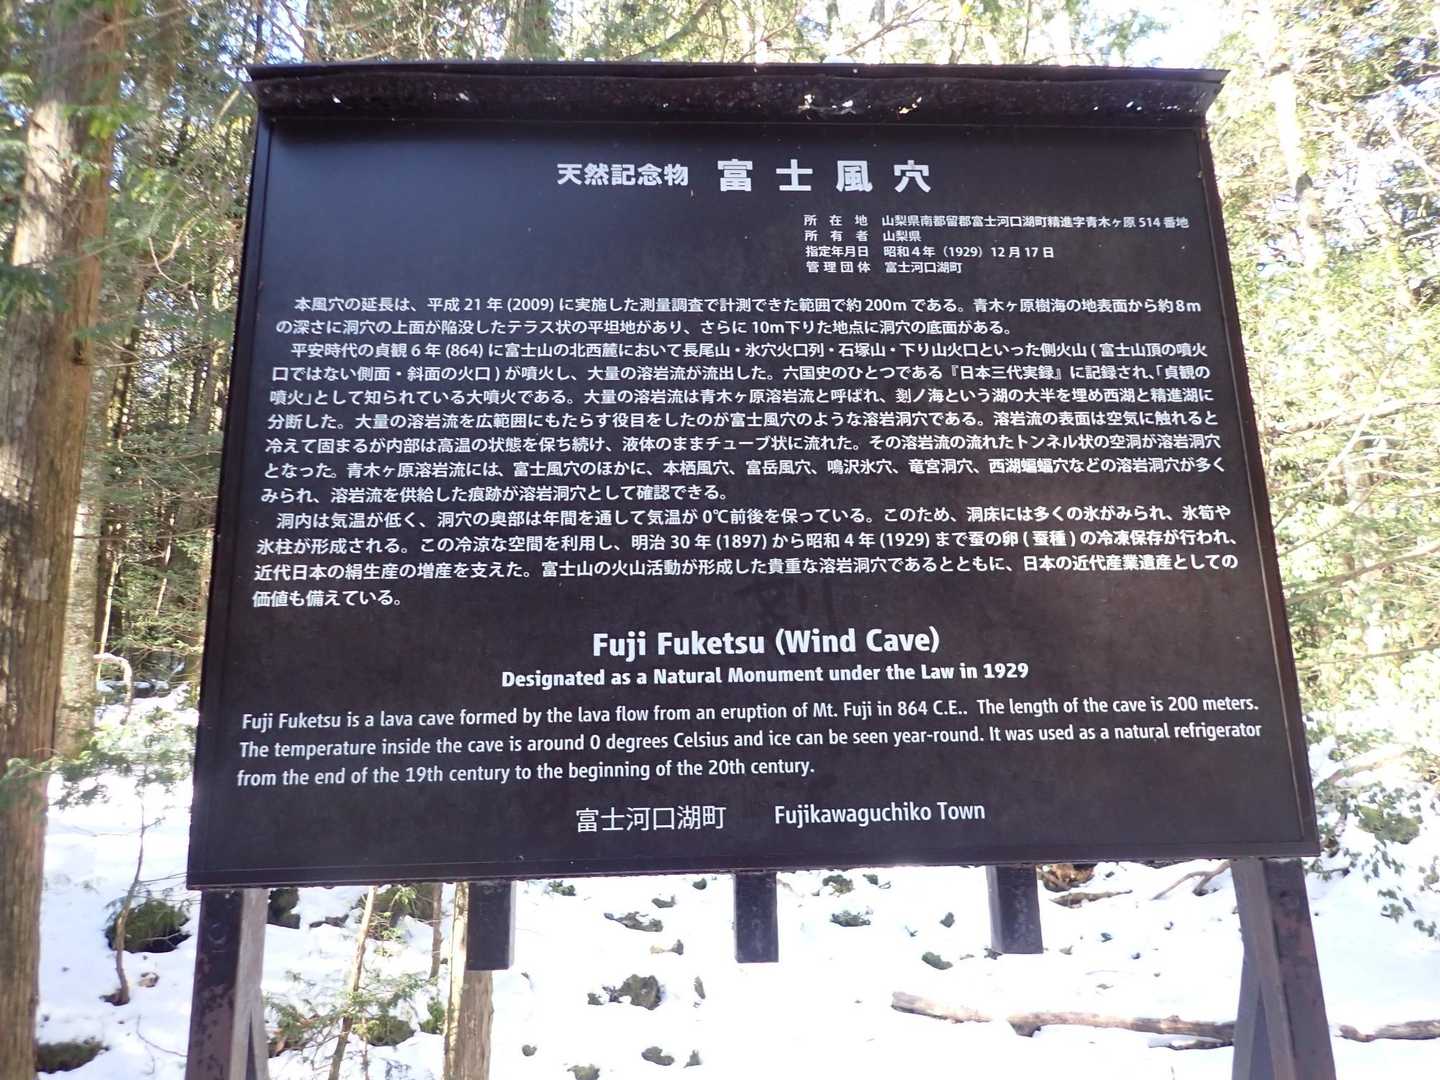 天然記念物 富士風穴
所在地 山梨県南都留郡富士河口湖町精進字青木ヶ原514番地
所有者 山梨県
指定年月日 昭和4年（1929）12月17日
管理団体 富士河口湖町
本風穴の延長は、平成21年(2009)に実施した測量調査で計測できた範囲で約200mである。青木ヶ原樹海の地表面から約8m
の深さに洞穴の上面が陥没したテラス状の平坦地があり、さらに10m下りた地点に洞穴の底面がある。
平安時代の貞観6年(864)に富士山の北西麓において長尾山・氷穴火口列・石塚山・下り山火口といった側火山(富士山頂の噴火
口ではない側面・斜面の火口)が噴火し、大量の溶岩流が流出した。六国史のひとつである『日本三代実録』に記録され、「貞観の
噴火」として知られている大噴火である。大量の溶岩流は青木ヶ原溶岩流と呼ばれ、剗ノ海という湖の大半を埋め西湖と精進湖に
分断した。大量の溶岩流を広範囲にもたらす役目をしたのが富士風穴のような溶岩洞穴である。溶岩流の表面は空気に触れると
冷えて固まるが内部は高温の状態を保ち続け、液体のままチューブ状に流れた。その溶岩流の流れたトンネル状の空洞が溶岩洞穴
となった。青木ヶ原溶岩流には、富士風穴のほかに、本栖風穴、富岳風穴、鳴沢氷穴、竜宮洞穴、西湖蝙蝠穴などの溶岩洞穴が多く
みられ、溶岩流を供給した痕跡が溶岩洞穴として確認できる。
洞内は気温が低く、洞穴の奥部は年間を通して気温が0℃前後を保っている。このため、洞床には多くの氷がみられ、氷筍や
氷柱が形成される。この冷涼な空間を利用し、明治30年(1897)から昭和4年(1929)まで蚕の卵(蚕種)の冷凍保存が行われ、
近代日本の絹生産の増産を支えた。富士山の火山活動が形成した貴重な溶岩洞穴であるとともに、日本の近代産業遺産としての
価値も備えている。
Fuji Fuketsu (Wind Cave)
Designated as a Natural Monument under the Law in 1929
Fuji Fuketsu is a lava cave formed by the lava flow from an eruption of Mt. Fuji in 864 C.E.. The length of the cave is 200 meters.
The temperature inside the cave is around 0 degrees Celsius and ice can be seen year-round. It was used as a natural refrigerator
from the end of the 19th century to the beginning of the 20th century.
富士河口湖町 Fujikawaguchiko Town